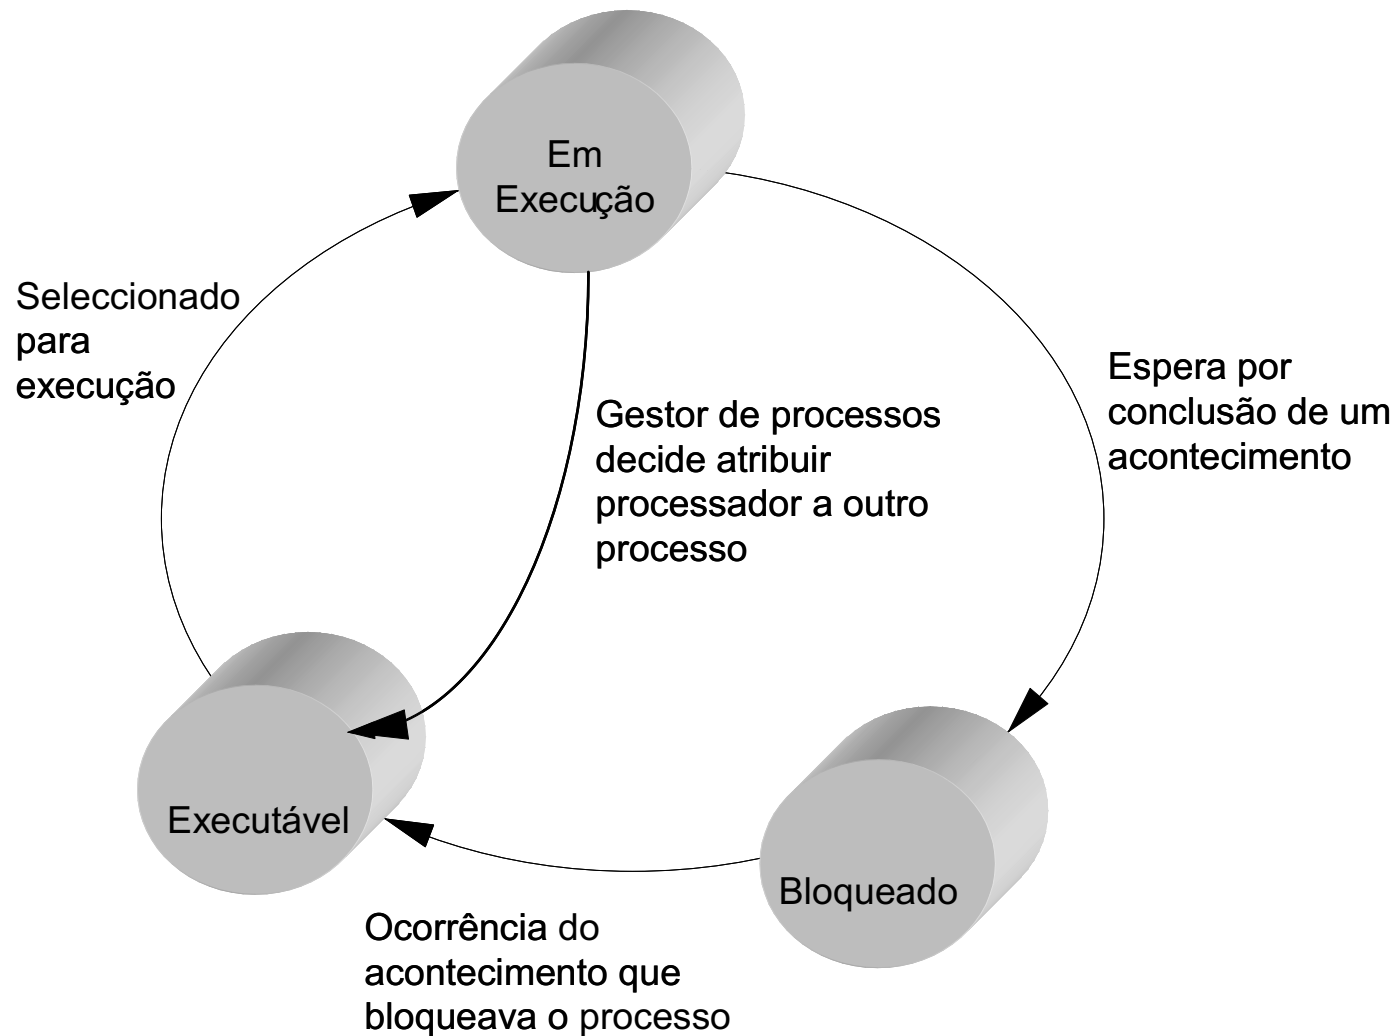 Em
Execução
Seleccionado
para
execução
Espera por
conclusão de um
acontecimento
Gestor de processos
decide atribuir
processador a outro
processo
Executável
Bloqueado
Ocorrência do
acontecimento que
bloqueava o processo